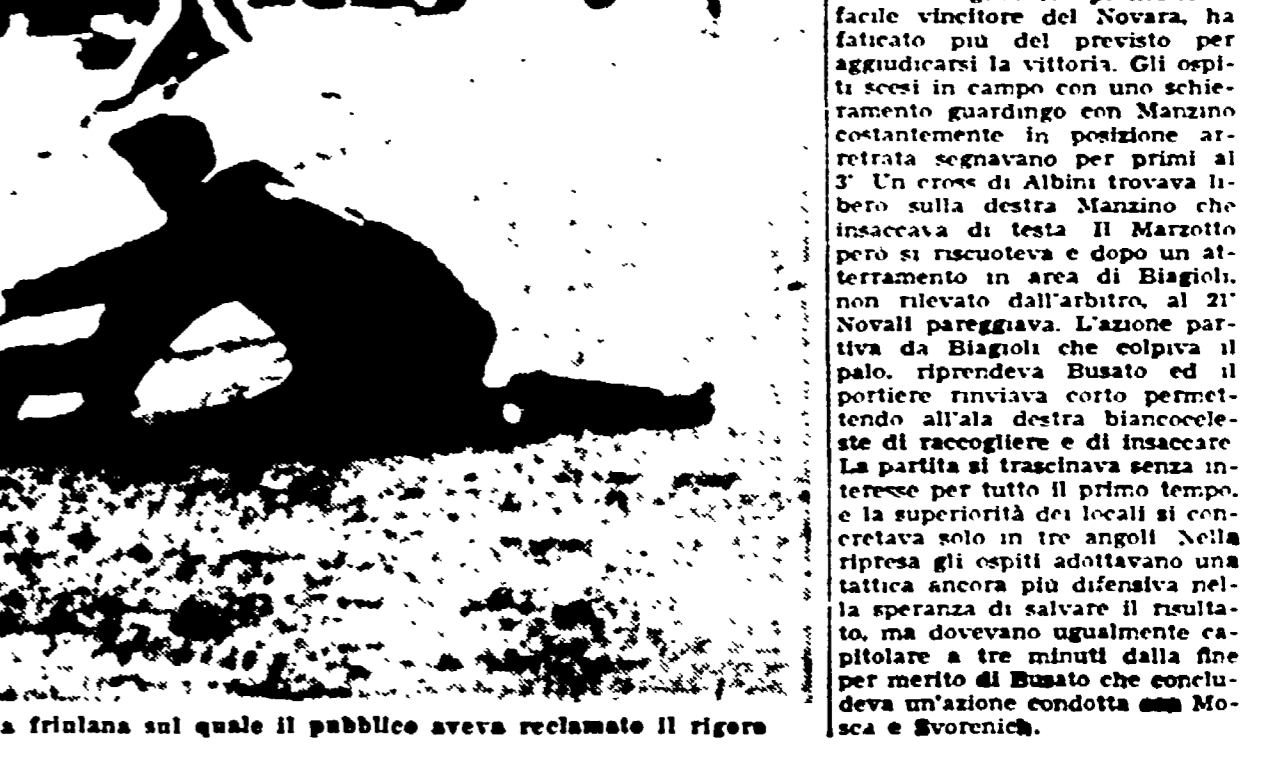 facile vincitore del Novara, ha
faticato più del previsto per
aggiudicarsi la vittoria. Gli ospi-
ti scesi in campo con uno schie-
ramento guardingo con Manzino
costantemente in posizione ar-
retrata segnavano per primi al
3' Un cross di Albini trovava li-
bero sulla destra Manzino che
insaccava di testa Il Marzotto
però si riscuoteva e dopo un at-
terramento in area di Biagioli,
non rilevato dall'arbitro, al 21'
Novali pareggiava. L'azione par-
tiva da Biagioli che colpiva il
palo, riprendeva Busato ed il
portiere rinviava corto permet-
tendo all'ala destra biancocele-
ste di raccogliere e di insaccare
La partita si trascinava senza in-
teresse per tutto il primo tempo,
e la superiorità dei locali si con-
cretava solo in tre angoli Nella
ripresa gli ospiti adottavano una
tattica ancora più difensiva nel-
la speranza di salvare il risulta-
to, ma dovevano ugualmente ca-
pitolare a tre minuti dalla fine
per merito di Busato che conclu-
deva un'azione condotta con Mo-
sca e Svorenich.
a friulana sul quale il pubblico aveva reclamato il rigore